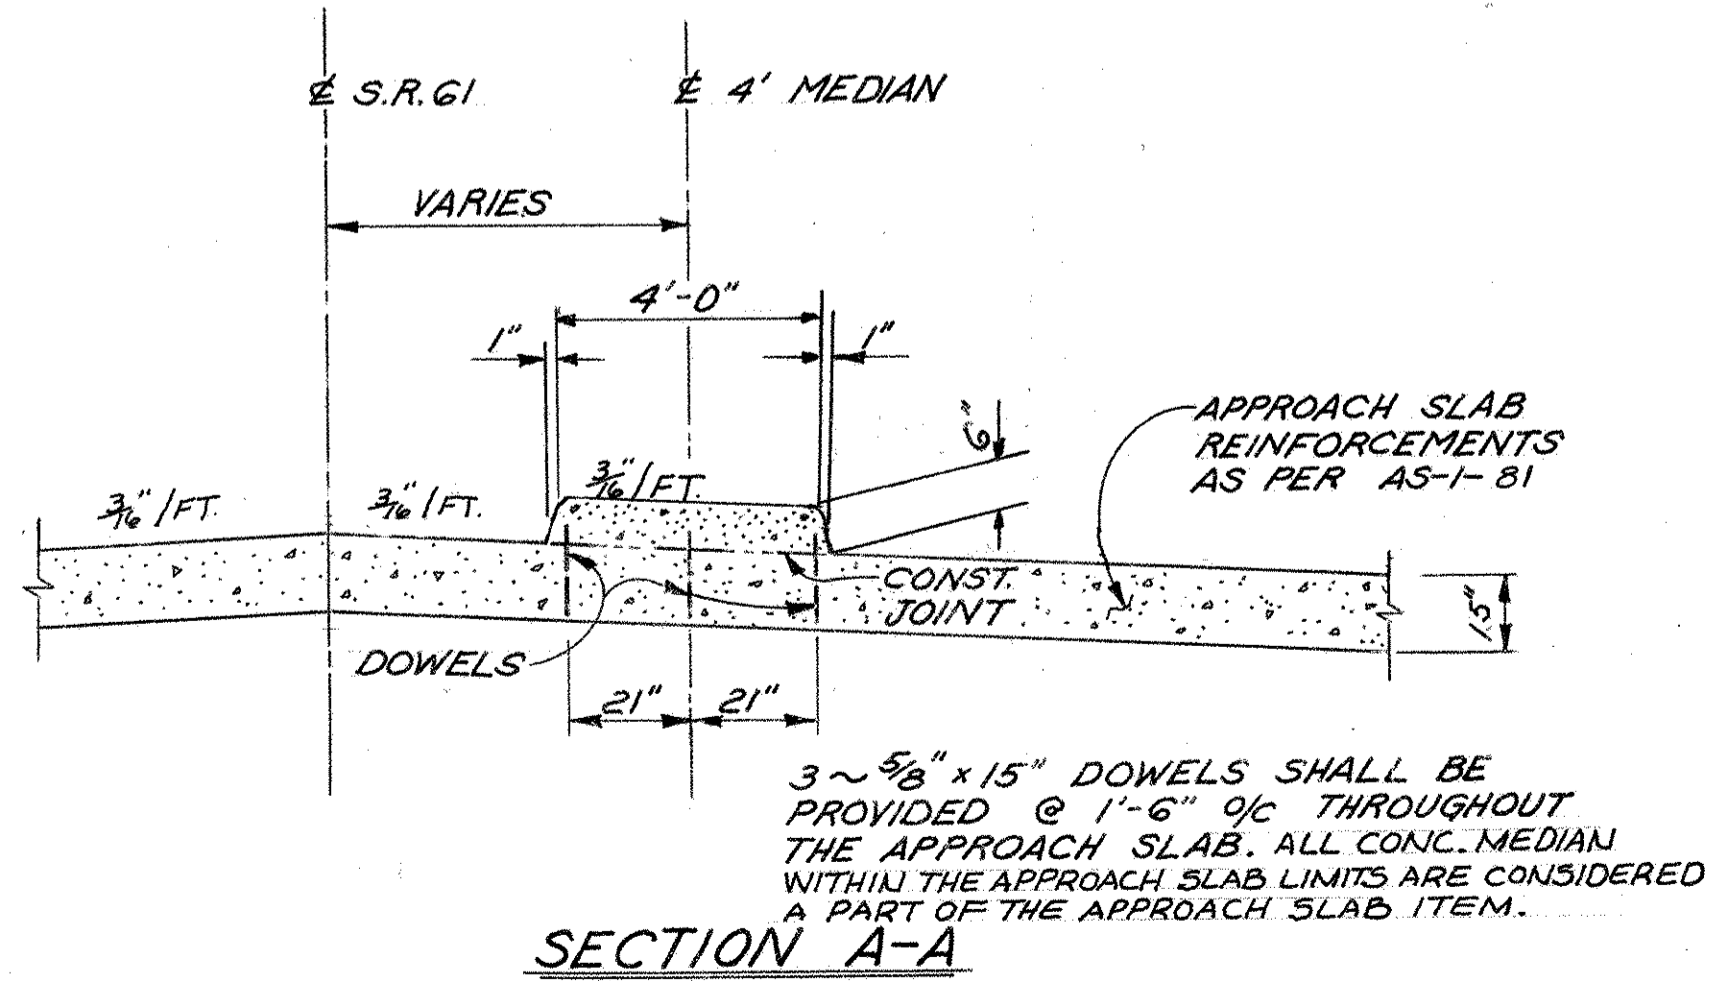 ℄ S.R. 61
℄ 4' MEDIAN
VARIES
4'-0"
1"
1"
6"
APPROACH SLAB
REINFORCEMENTS
AS PER AS-1-81
3/16"/FT.
3/16"/FT.
3/16"/FT.
CONST.
JOINT
15"
DOWELS
21"
21"
3~5/8" x 15" DOWELS SHALL BE
PROVIDED @ 1'-6" o/c THROUGHOUT
THE APPROACH SLAB. ALL CONC. MEDIAN
WITHIN THE APPROACH SLAB LIMITS ARE CONSIDERED
A PART OF THE APPROACH SLAB ITEM.
SECTION A-A